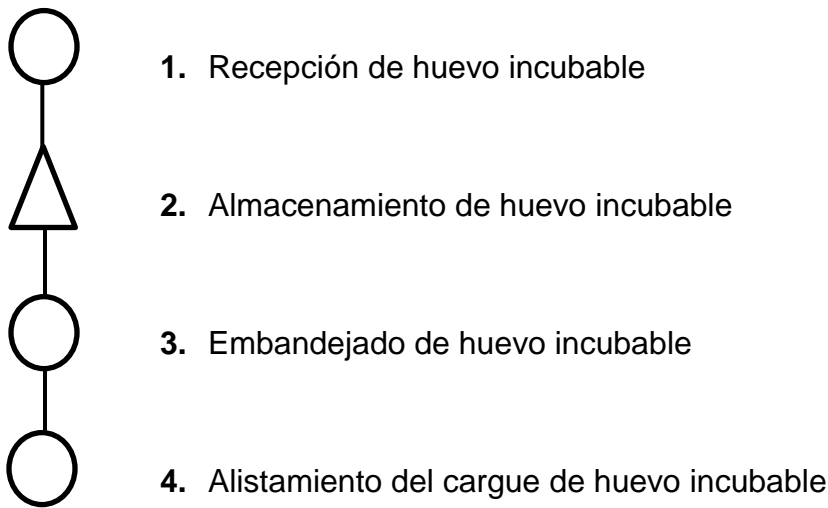 1. Recepción de huevo incubable
2. Almacenamiento de huevo incubable
3. Embandejado de huevo incubable
4. Alistamiento del cargue de huevo incubable